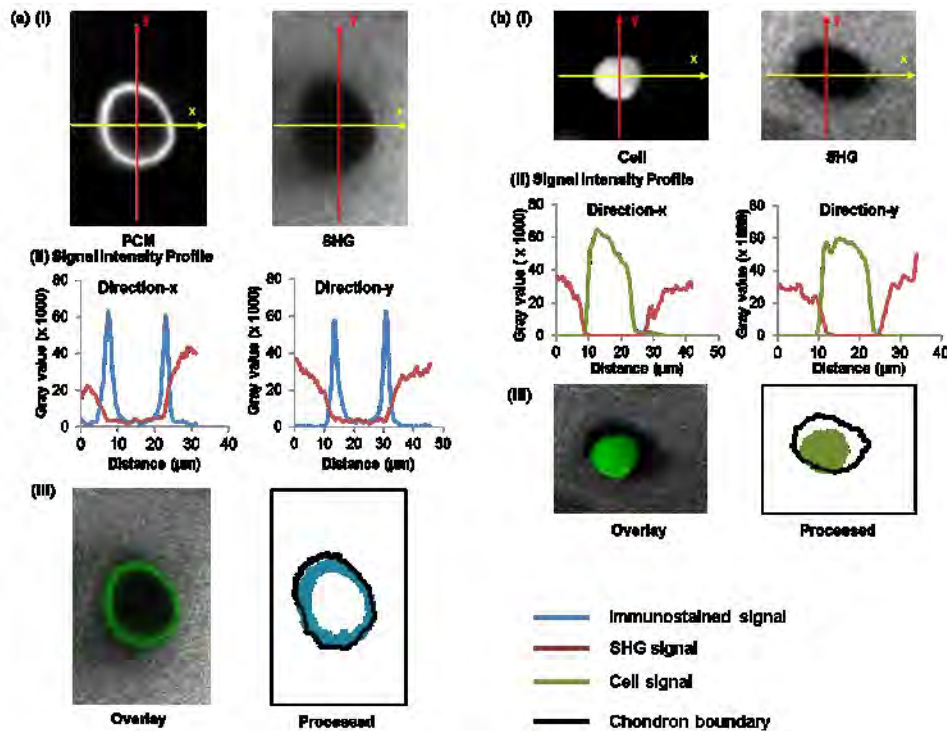 (a) (i)
y
x
PCM
y
x
SHG
(ii) Signal Intensity Profile
Direction-x
Gray value (x 1000)
80
60
40
20
0
0 10 20 30 40
Distance (µm)
Direction-y
Gray value (x 1000)
80
60
40
20
0
0 10 20 30 40 50
Distance (µm)
(iii)
Overlay
Processed
(b) (i)
y
x
Cell
y
x
SHG
(ii) Signal Intensity Profile
Direction-x
Gray value ( x 1000)
80
60
40
20
0
0 10 20 30 40
Distance (µm)
Direction-y
Gray value (x 1000)
80
60
40
20
0
0 10 20 30 40
Distance (µm)
(iii)
Overlay
Processed
Immunostained signal
SHG signal
Cell signal
Chondron boundary